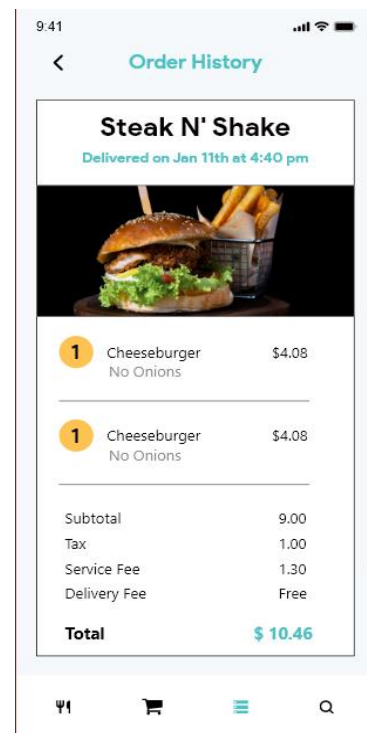 9:41
Order History
Steak N' Shake
Delivered on Jan 11th at 4:40 pm
1 Cheeseburger $4.08
No Onions
1 Cheeseburger $4.08
No Onions
Subtotal 9.00
Tax 1.00
Service Fee 1.30
Delivery Fee Free
Total $ 10.46